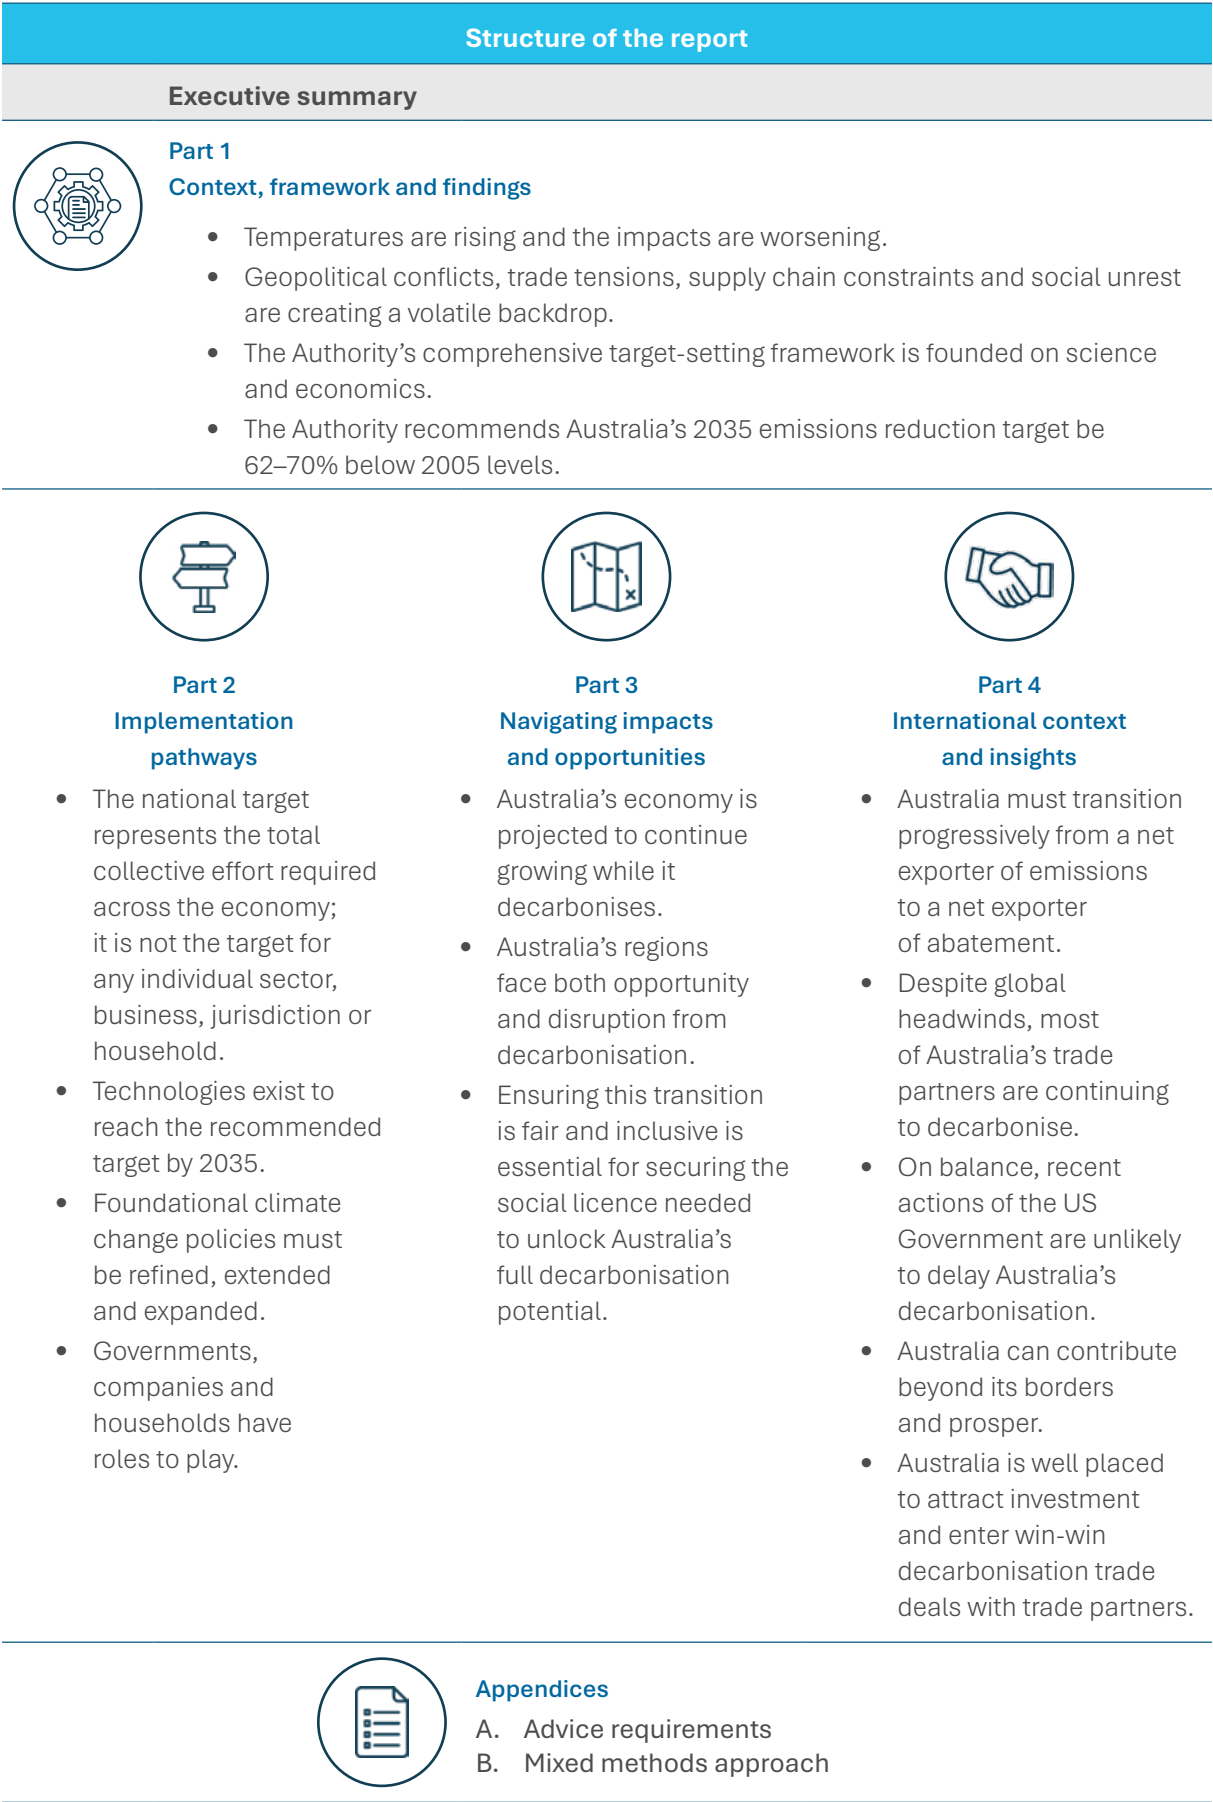 Structure of the report
Executive summary
Part 1
Context, framework and findings
• Temperatures are rising and the impacts are worsening.
• Geopolitical conflicts, trade tensions, supply chain constraints and social unrest
are creating a volatile backdrop.
• The Authority’s comprehensive target-setting framework is founded on science
and economics.
• The Authority recommends Australia’s 2035 emissions reduction target be
62–70% below 2005 levels.
Part 2
Implementation
pathways
• The national target
represents the total
collective effort required
across the economy;
it is not the target for
any individual sector,
business, jurisdiction or
household.
• Technologies exist to
reach the recommended
target by 2035.
• Foundational climate
change policies must
be refined, extended
and expanded.
• Governments,
companies and
households have
roles to play.
Part 3
Navigating impacts
and opportunities
• Australia’s economy is
projected to continue
growing while it
decarbonises.
• Australia’s regions
face both opportunity
and disruption from
decarbonisation.
• Ensuring this transition
is fair and inclusive is
essential for securing the
social licence needed
to unlock Australia’s
full decarbonisation
potential.
Part 4
International context
and insights
• Australia must transition
progressively from a net
exporter of emissions
to a net exporter
of abatement.
• Despite global
headwinds, most
of Australia’s trade
partners are continuing
to decarbonise.
• On balance, recent
actions of the US
Government are unlikely
to delay Australia’s
decarbonisation.
• Australia can contribute
beyond its borders
and prosper.
• Australia is well placed
to attract investment
and enter win-win
decarbonisation trade
deals with trade partners.
Appendices
A. Advice requirements
B. Mixed methods approach